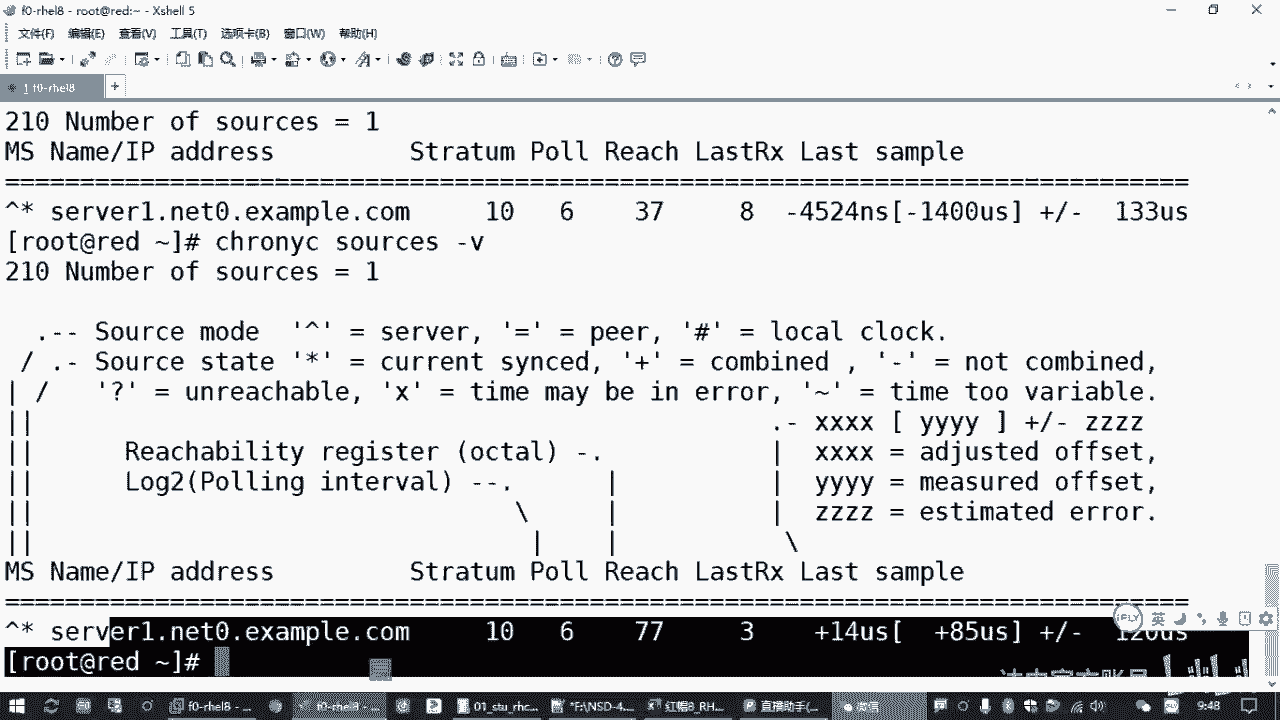 f0-rhel8 - root@red:~ - Xshell 5
文件(F) 编辑(E) 查看(V) 工具(T) 选项卡(B) 窗口(W) 帮助(H)
1 f0-rhel8
210 Number of sources = 1
MS Name/IP address         Stratum Poll Reach LastRx Last sample
===============================================================================
^* server1.net0.example.com     10   6    37     8  -4524ns[-1400us] +/-  133us
[root@red ~]# chronyc sources -v
210 Number of sources = 1
  .-- Source mode  '^' = server, '=' = peer, '#' = local clock.
 / .- Source state '*' = current synced, '+' = combined , '-' = not combined,
| /   '?' = unreachable, 'x' = time may be in error, '~' = time too variable.
||                                                 .- xxxx [ yyyy ] +/- zzzz
||      Reachability register (octal) -.           |  xxxx = adjusted offset,
||      Log2(Polling interval) --.      |          |  yyyy = measured offset,
||                                \     |          |  zzzz = estimated error.
||                                 |    |           \
MS Name/IP address         Stratum Poll Reach LastRx Last sample
===============================================================================
^* server1.net0.example.com     10   6    77     3    +14us[  +85us] +/-  120us
[root@red ~]#
iFLY 英
f0-rhel8 - ... f0-rhel8 - ... 01_stu_rhc... *F:\NSD-4... 红帽8_RH... 直播助手(... 微信 9:48